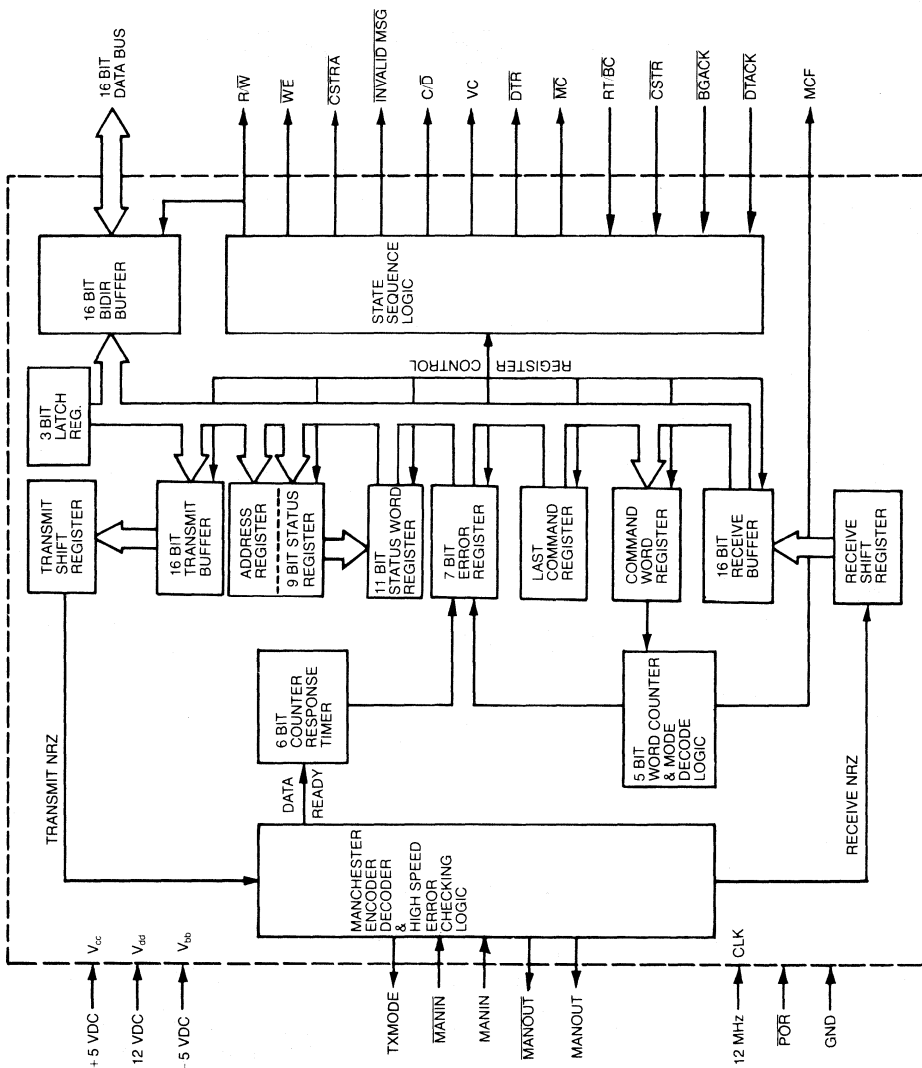 + 5 VDC
Vcc
12 VDC
Vdd
- 5 VDC
Vbb
TXMODE
MANIN
MANIN
MANOUT
MANOUT
12 MHz
CLK
POR
GND
MANCHESTER
ENCODER
DECODER
& HIGH SPEED
ERROR
CHECKING
LOGIC
TRANSMIT NRZ
DATA
READY
RECEIVE NRZ
6 BIT
COUNTER
RESPONSE
TIMER
5 BIT
WORD COUNTER
& MODE
DECODE
LOGIC
TRANSMIT
SHIFT
REGISTER
3 BIT
LATCH
REG.
16 BIT
TRANSMIT
BUFFER
ADDRESS
REGISTER
9 BIT STATUS
REGISTER
11 BIT
STATUS WORD
REGISTER
7 BIT
ERROR
REGISTER
LAST
COMMAND
REGISTER
COMMAND
WORD
REGISTER
16 BIT
RECEIVE
BUFFER
RECEIVE
SHIFT
REGISTER
REGISTER
CONTROL
16 BIT
BIDIR
BUFFER
STATE
SEQUENCE
LOGIC
16 BIT
DATA BUS
R/W
WE
CSTRA
INVALID MSG
C/D
VC
DTR
MC
RT/BC
CSTR
BGACK
DTACK
MCF